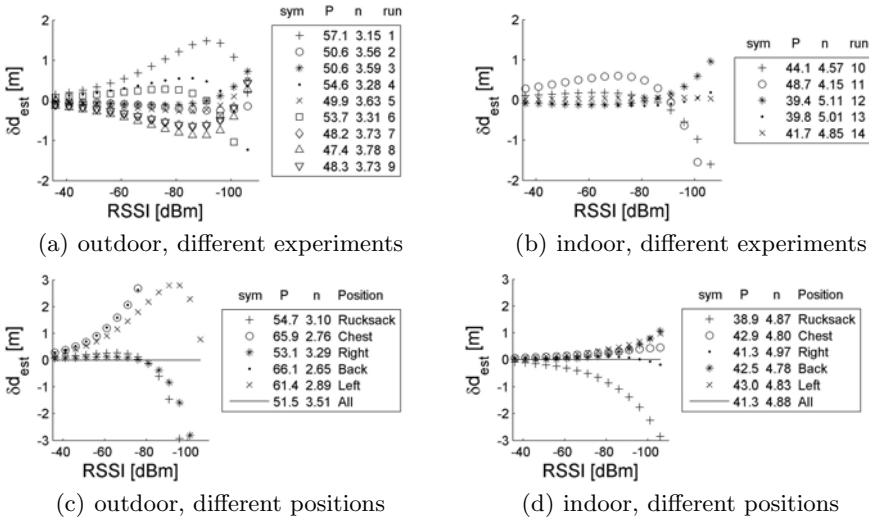 sym P n run
+ 57.1 3.15 1
○ 50.6 3.56 2
✳ 50.6 3.59 3
· 54.6 3.28 4
× 49.9 3.63 5
□ 53.7 3.31 6
◇ 48.2 3.73 7
△ 47.4 3.78 8
▽ 48.3 3.73 9
δd_est [m]
2
1
0
-1
-2
-40 -60 -80 -100
RSSI [dBm]
(a) outdoor, different experiments
sym P n run
+ 44.1 4.57 10
○ 48.7 4.15 11
✳ 39.4 5.11 12
· 39.8 5.01 13
× 41.7 4.85 14
δd_est [m]
2
1
0
-1
-2
-40 -60 -80 -100
RSSI [dBm]
(b) indoor, different experiments
sym P n Position
+ 54.7 3.10 Rucksack
○ 65.9 2.76 Chest
✳ 53.1 3.29 Right
· 66.1 2.65 Back
× 61.4 2.89 Left
— 51.5 3.51 All
δd_est [m]
3
2
1
0
-1
-2
-3
-40 -60 -80 -100
RSSI [dBm]
(c) outdoor, different positions
sym P n Position
+ 38.9 4.87 Rucksack
○ 42.9 4.80 Chest
· 41.3 4.97 Right
✳ 42.5 4.78 Back
× 43.0 4.83 Left
— 41.3 4.88 All
δd_est [m]
3
2
1
0
-1
-2
-3
-40 -60 -80 -100
RSSI [dBm]
(d) indoor, different positions